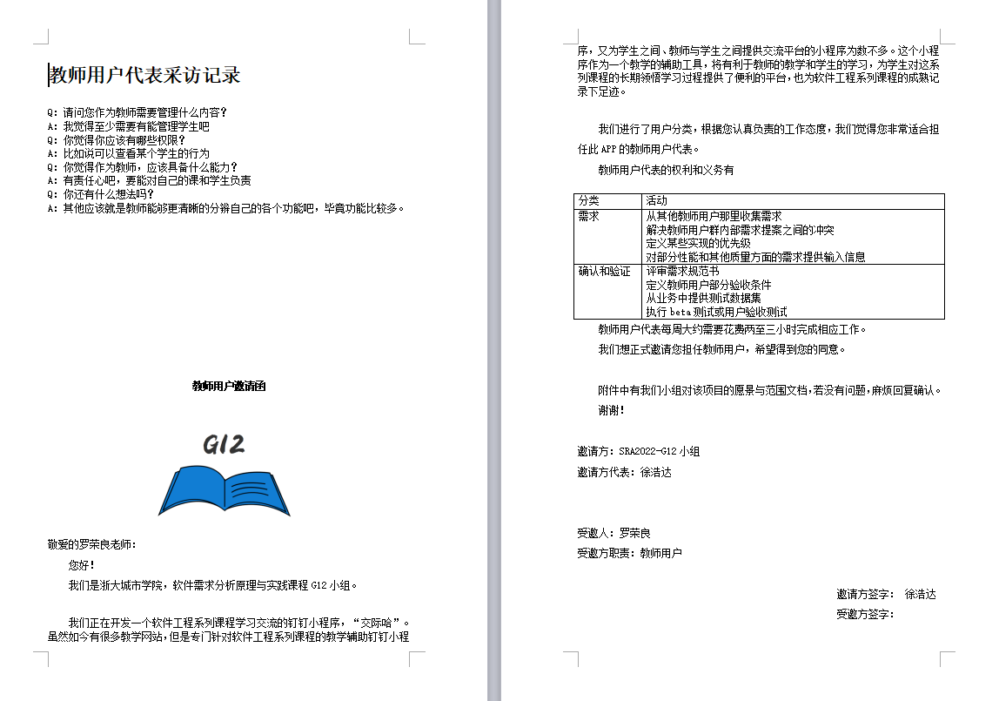 教师用户代表采访记录
Q：请问您作为教师需要管理什么内容？
A：我觉得至少需要有能管理学生吧
Q：你觉得你应该有哪些权限？
A：比如说可以查看某个学生的行为
Q：你觉得作为教师，应该具备什么能力？
A：有责任心吧，要能对自己的课和学生负责
Q：你还有什么想法吗？
A：其他应该就是教师能够更清晰的分辨自己的各个功能吧，毕竟功能比较多。
教师用户邀请函
G12
敬爱的罗荣良老师：
您好！
我们是浙大城市学院，软件需求分析原理与实践课程 G12 小组。
我们正在开发一个软件工程系列课程学习交流的钉钉小程序，“交际哈”。
虽然如今有很多教学网站，但是专门针对软件工程系列课程的教学辅助钉钉小程
序，又为学生之间、教师与学生之间提供交流平台的小程序为数不多。这个小程
序作为一个教学的辅助工具，将有利于教师的教学和学生的学习，为学生对这系
列课程的长期领悟学习过程提供了便利的平台，也为软件工程系列课程的成熟记
录下足迹。
我们进行了用户分类，根据您认真负责的工作态度，我们觉得您非常适合担
任此 APP 的教师用户代表。
教师用户代表的权利和义务有
分类 活动
需求 从其他教师用户那里收集需求
解决教师用户群内部需求提案之间的冲突
定义某些实现的优先级
对部分性能和其他质量方面的需求提供输入信息
确认和验证 评审需求规范书
定义教师用户部分验收条件
从业务中提供测试数据集
执行 beta 测试或用户验收测试
教师用户代表每周大约需要花费两至三小时完成相应工作。
我们想正式邀请您担任教师用户，希望得到您的同意。
附件中有我们小组对该项目的愿景与范围文档，若没有问题，麻烦回复确认。
谢谢！
邀请方：SRA2022-G12 小组
邀请方代表：徐浩达
受邀人：罗荣良
受邀方职责：教师用户
邀请方签字： 徐浩达
受邀方签字：